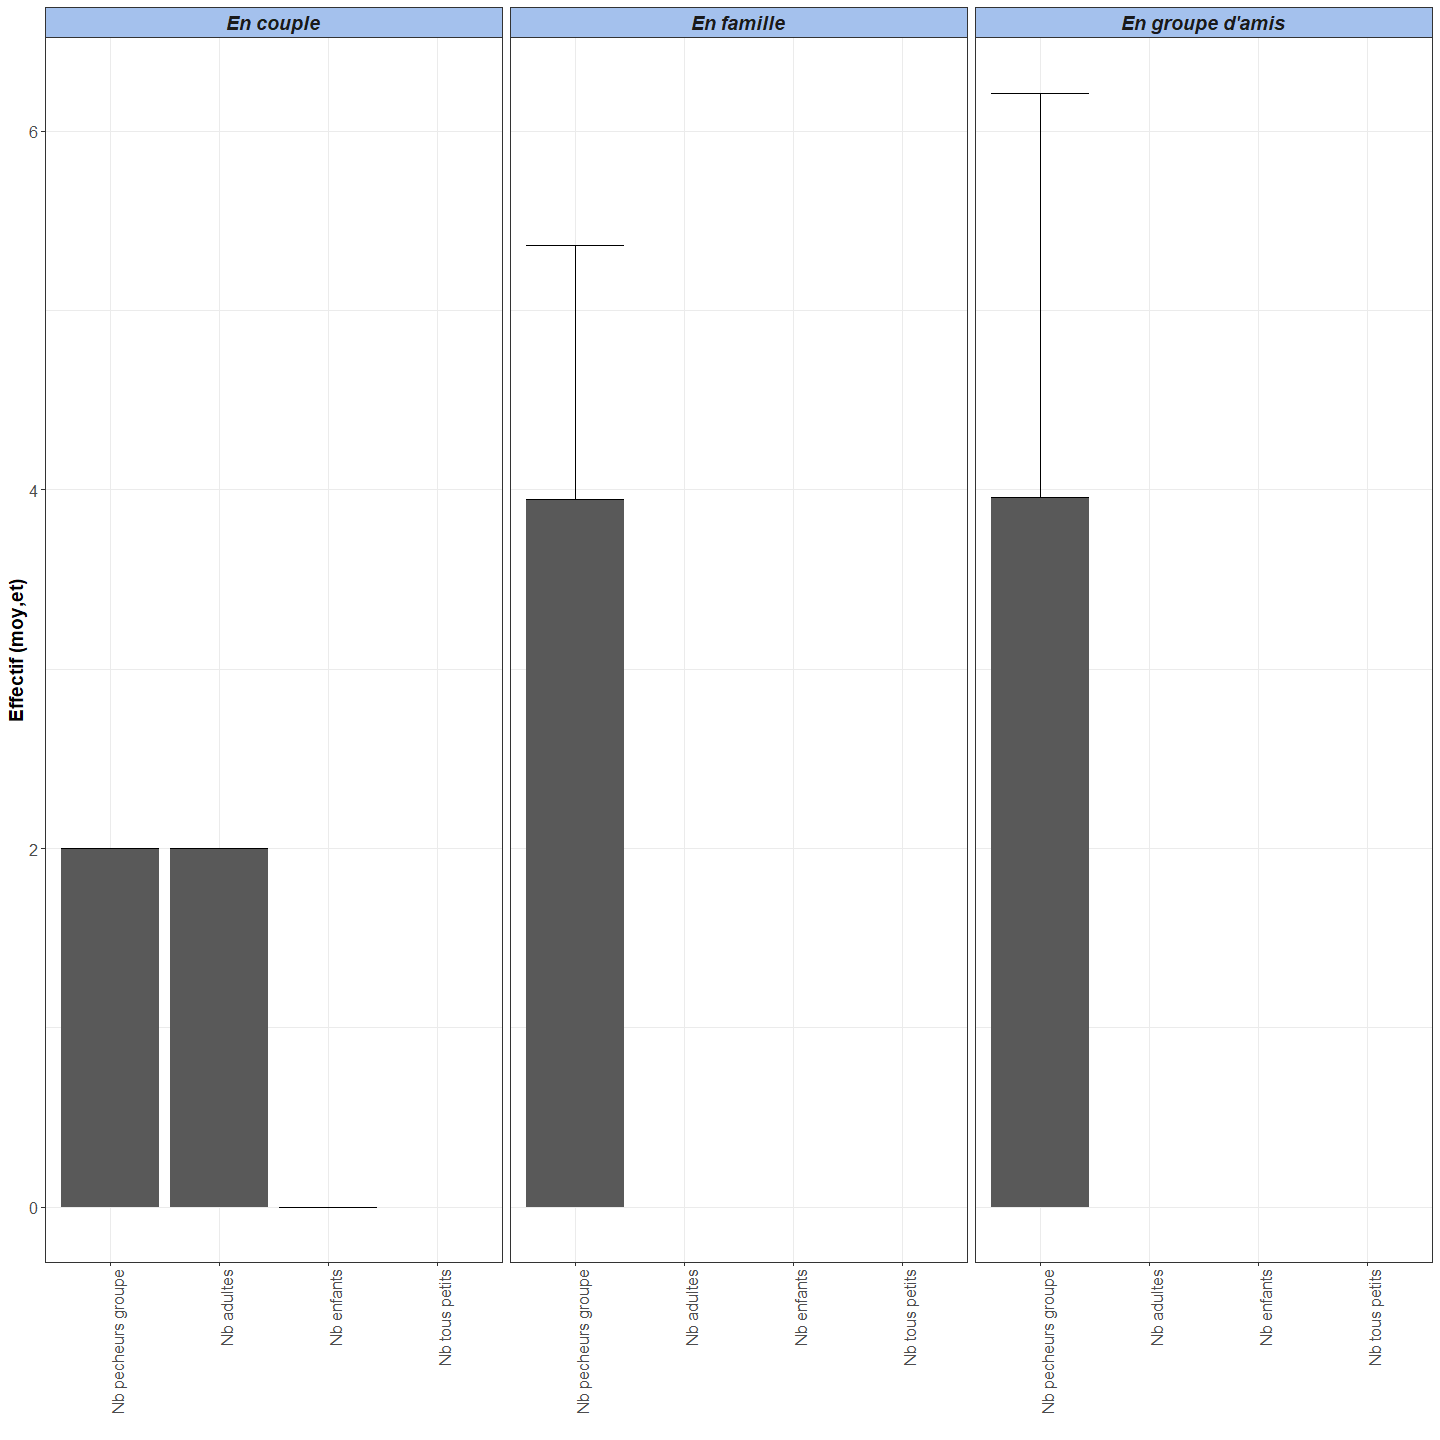 En couple
En famille
En groupe d'amis
Effectif (moy,et)
6
4
2
0
Nb pecheurs groupe
Nb adultes
Nb enfants
Nb tous petits
Nb pecheurs groupe
Nb adultes
Nb enfants
Nb tous petits
Nb pecheurs groupe
Nb adultes
Nb enfants
Nb tous petits